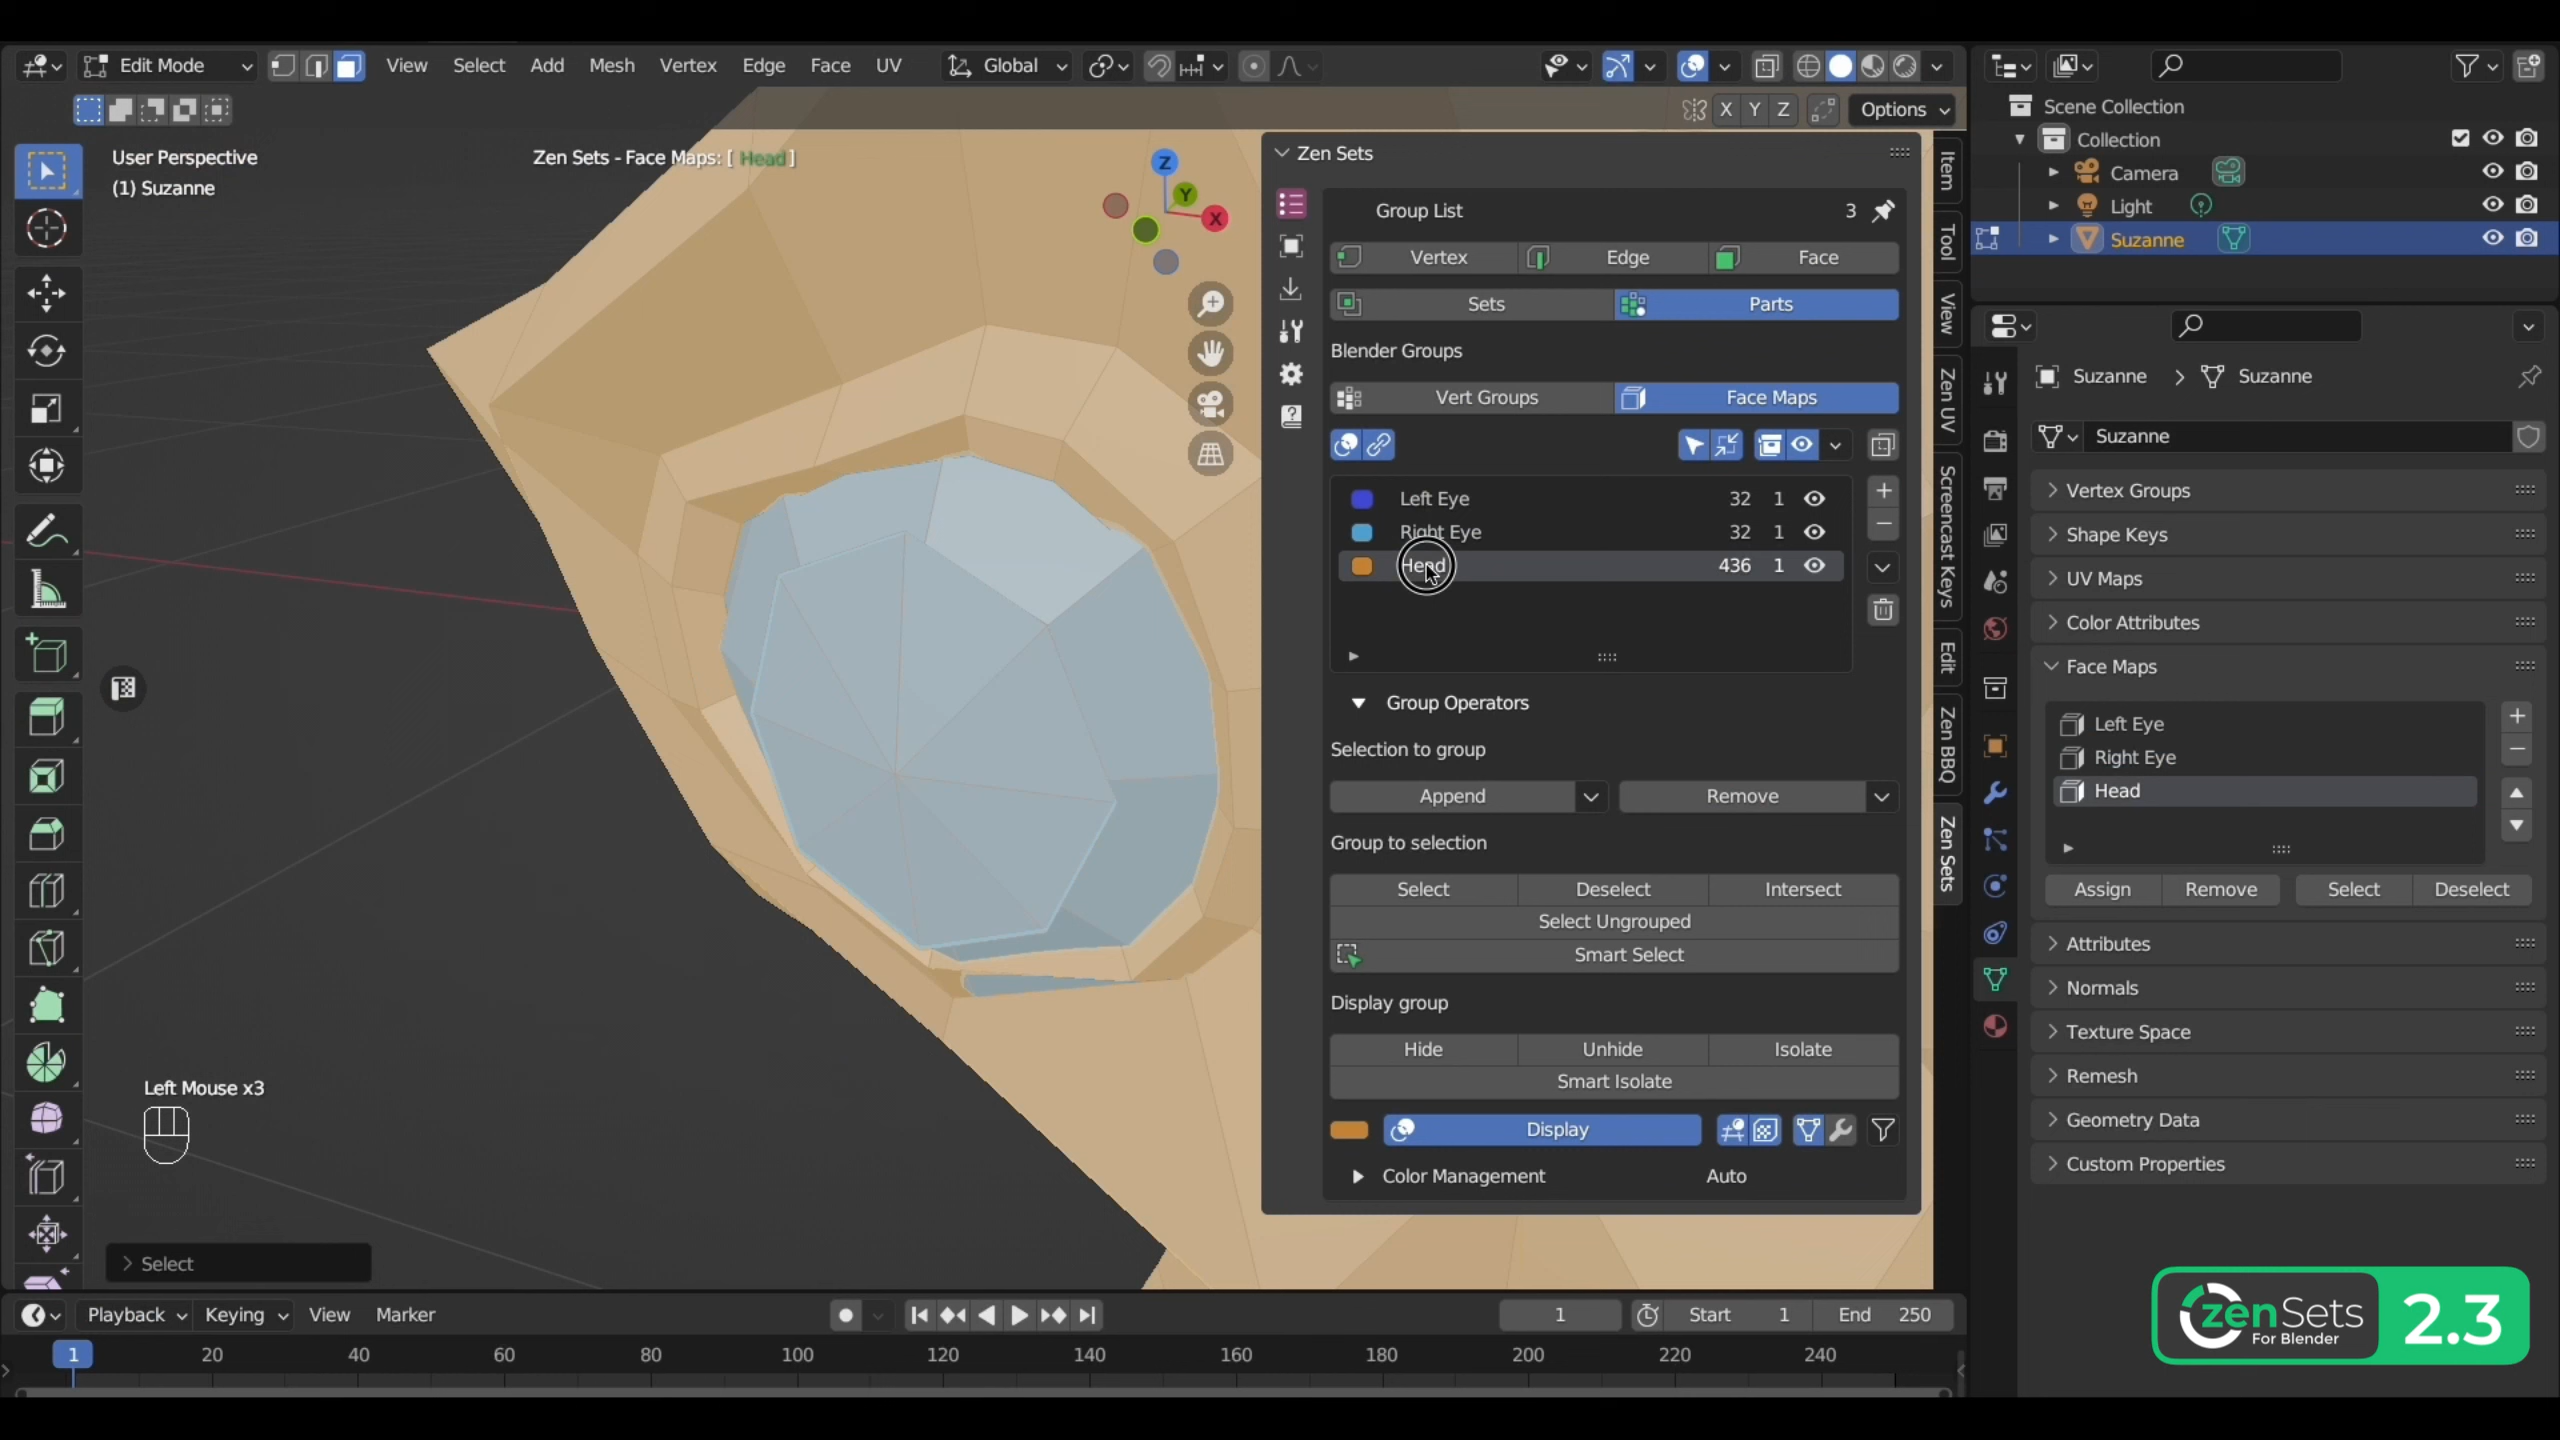 Edit Mode
View Select Add Mesh Vertex Edge Face UV
Global
X Y Z
Options
User Perspective
(1) Suzanne
Zen Sets - Face Maps: [ Head ]
Z
Y
X
Zen Sets
Group List 3
Vertex Edge Face
Sets Parts
Blender Groups
Vert Groups Face Maps
Left Eye 32 1
Right Eye 32 1
Head 436 1
Group Operators
Selection to group
Append Remove
Group to selection
Select Deselect Intersect
Select Ungrouped
Smart Select
Display group
Hide Unhide Isolate
Smart Isolate
Display
Color Management Auto
Item
Tool
View
Zen UV
Screencast Keys
Edit
Zen BBQ
Zen Sets
Left Mouse x3
Select
Scene Collection
Collection
Camera
Light
Suzanne
Suzanne > Suzanne
Suzanne
Vertex Groups
Shape Keys
UV Maps
Color Attributes
Face Maps
Left Eye
Right Eye
Head
Assign Remove Select Deselect
Attributes
Normals
Texture Space
Remesh
Geometry Data
Custom Properties
Playback Keying View Marker
1 Start 1 End 250
1 20 40 60 80 100 120 140 160 180 200 220 240
zen Sets
For Blender
2.3